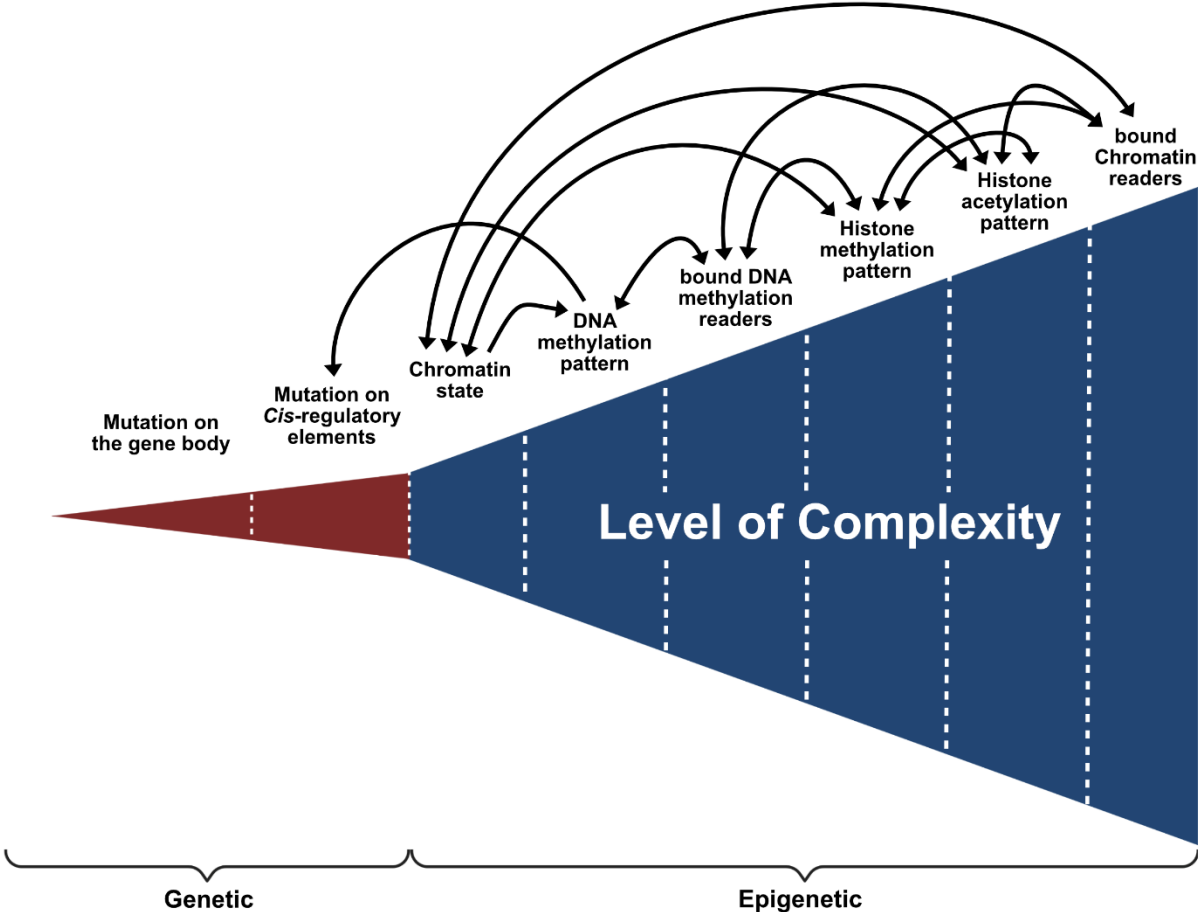 Mutation on
the gene body
Mutation on
Cis-regulatory
elements
Chromatin
state
DNA
methylation
pattern
bound DNA
methylation
readers
Histone
methylation
pattern
Histone
acetylation
pattern
bound
Chromatin
readers
Level of Complexity
Genetic
Epigenetic